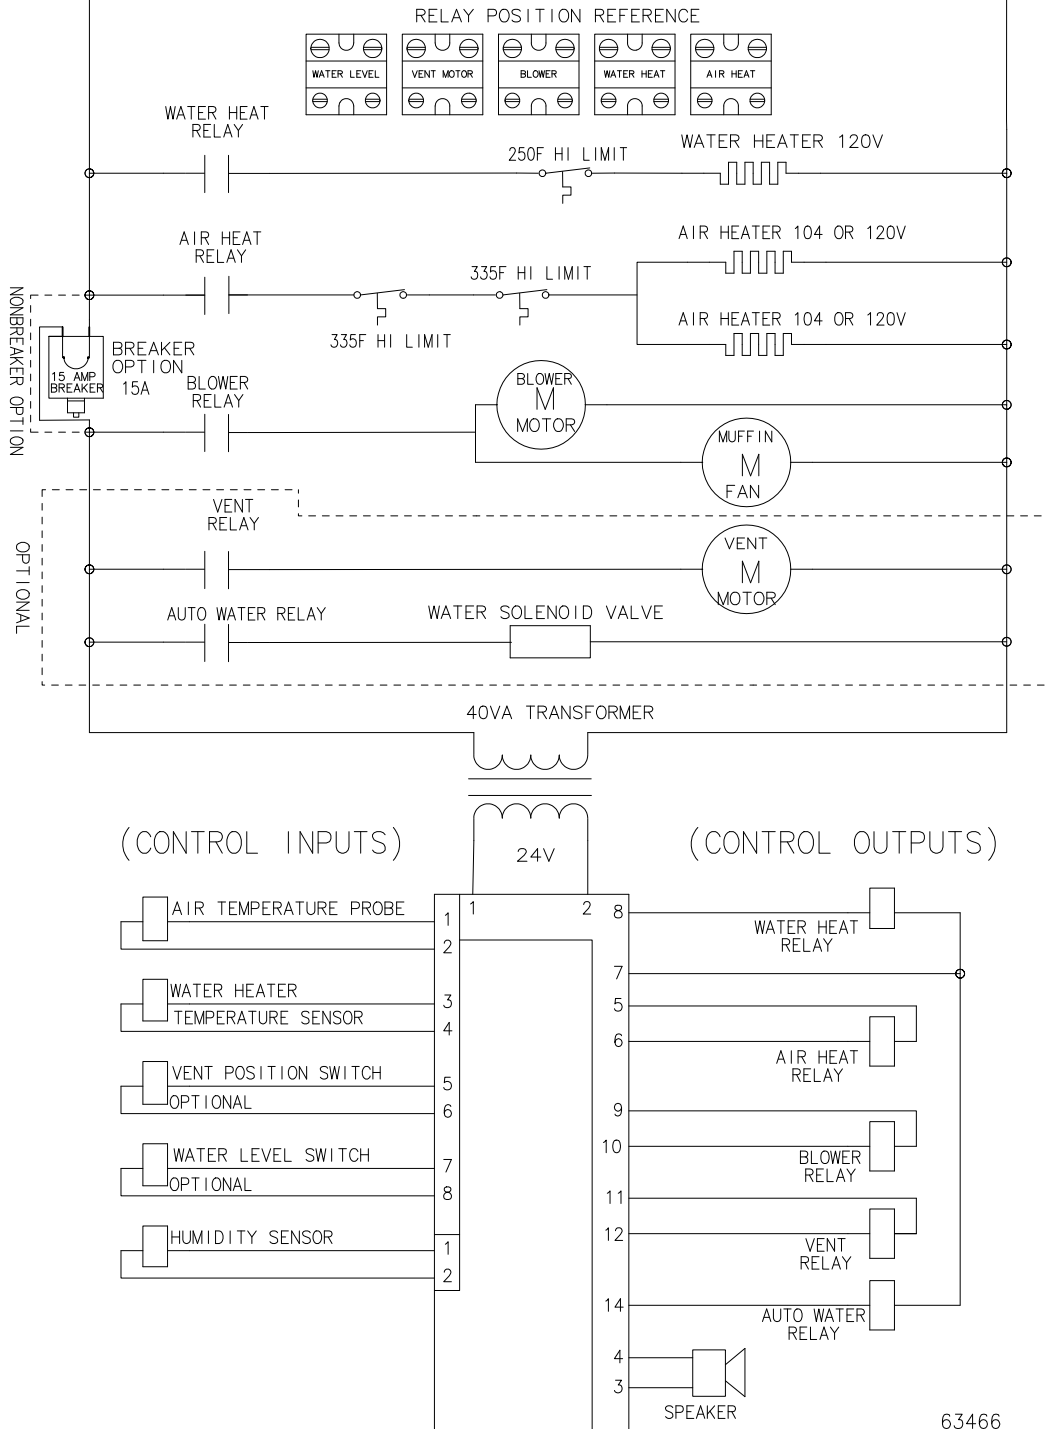 RELAY POSITION REFERENCE
WATER LEVEL
VENT MOTOR
BLOWER
WATER HEAT
AIR HEAT
WATER HEAT
RELAY
250F HI LIMIT
WATER HEATER 120V
AIR HEAT
RELAY
335F HI LIMIT
335F HI LIMIT
AIR HEATER 104 OR 120V
AIR HEATER 104 OR 120V
NONBREAKER OPTION
15 AMP
BREAKER
BREAKER
OPTION
15A
BLOWER
RELAY
BLOWER
M
MOTOR
MUFFIN
M
FAN
OPTIONAL
VENT
RELAY
VENT
M
MOTOR
AUTO WATER RELAY
WATER SOLENOID VALVE
40VA TRANSFORMER
24V
(CONTROL INPUTS)
(CONTROL OUTPUTS)
1
2
AIR TEMPERATURE PROBE
1
2
WATER HEATER
TEMPERATURE SENSOR
3
4
VENT POSITION SWITCH
OPTIONAL
5
6
WATER LEVEL SWITCH
OPTIONAL
7
8
HUMIDITY SENSOR
1
2
8
WATER HEAT
RELAY
7
5
6
AIR HEAT
RELAY
9
10
BLOWER
RELAY
11
12
VENT
RELAY
14
AUTO WATER
RELAY
4
3
SPEAKER
63466